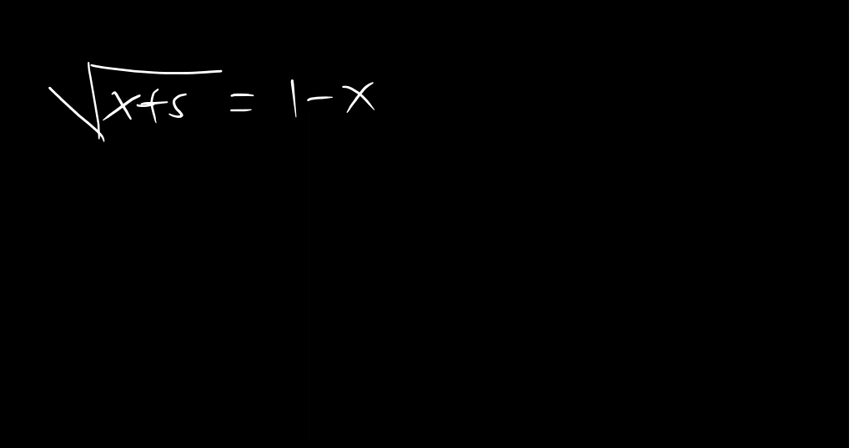 √(x+5) = 1-x